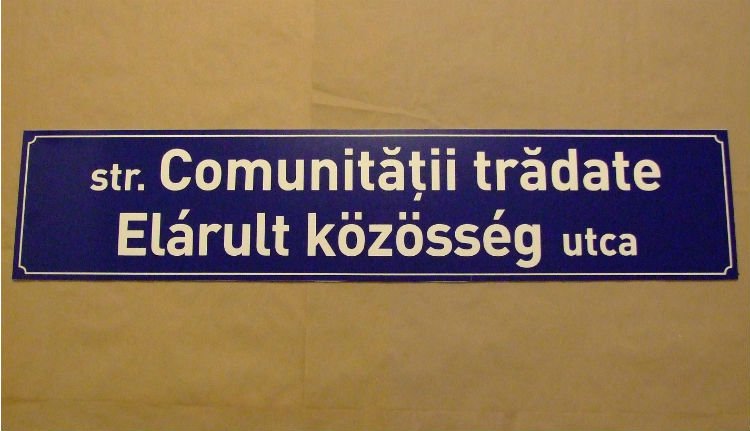 str. Comunității trădate
Elárult közösség utca